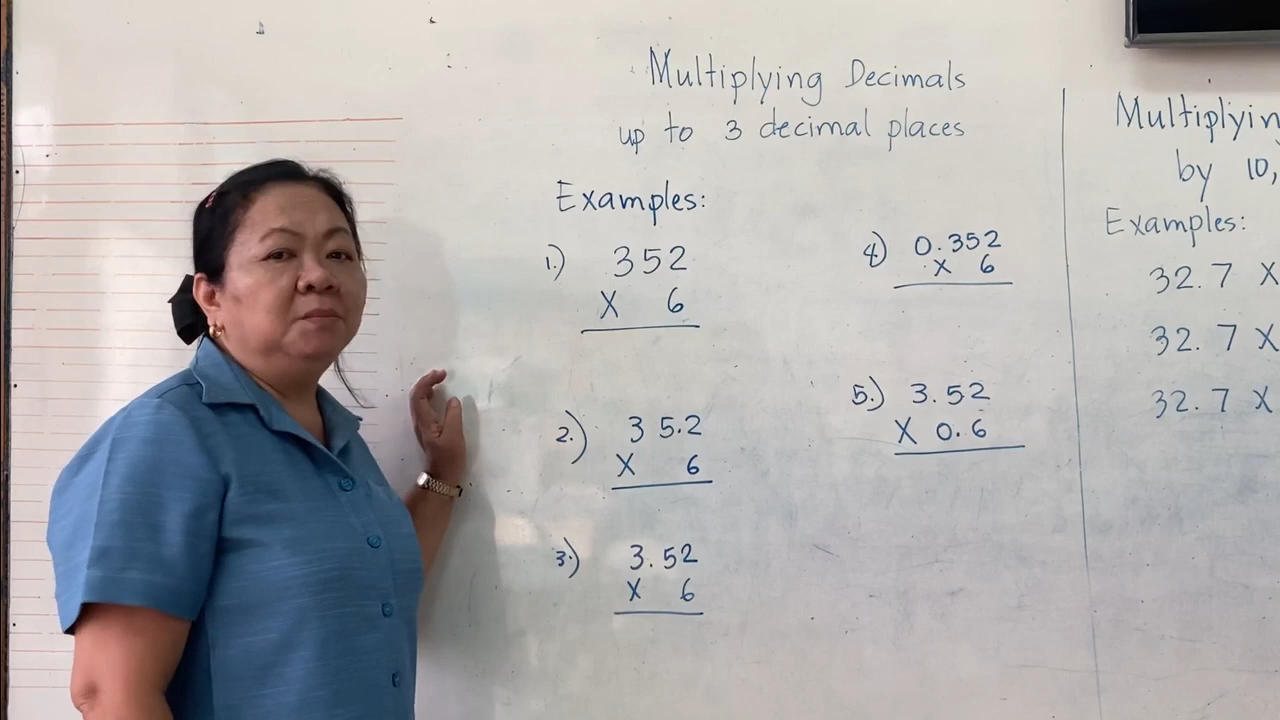 Multiplying Decimals
up to 3 decimal places
Examples:
1.) 352
X 6
2.) 35.2
X 6
3.) 3.52
X 6
4) 0.352
X 6
5.) 3.52
X 0.6
Multipliyin
by 10,
Examples:
32.7 X
32.7 X
32.7 X